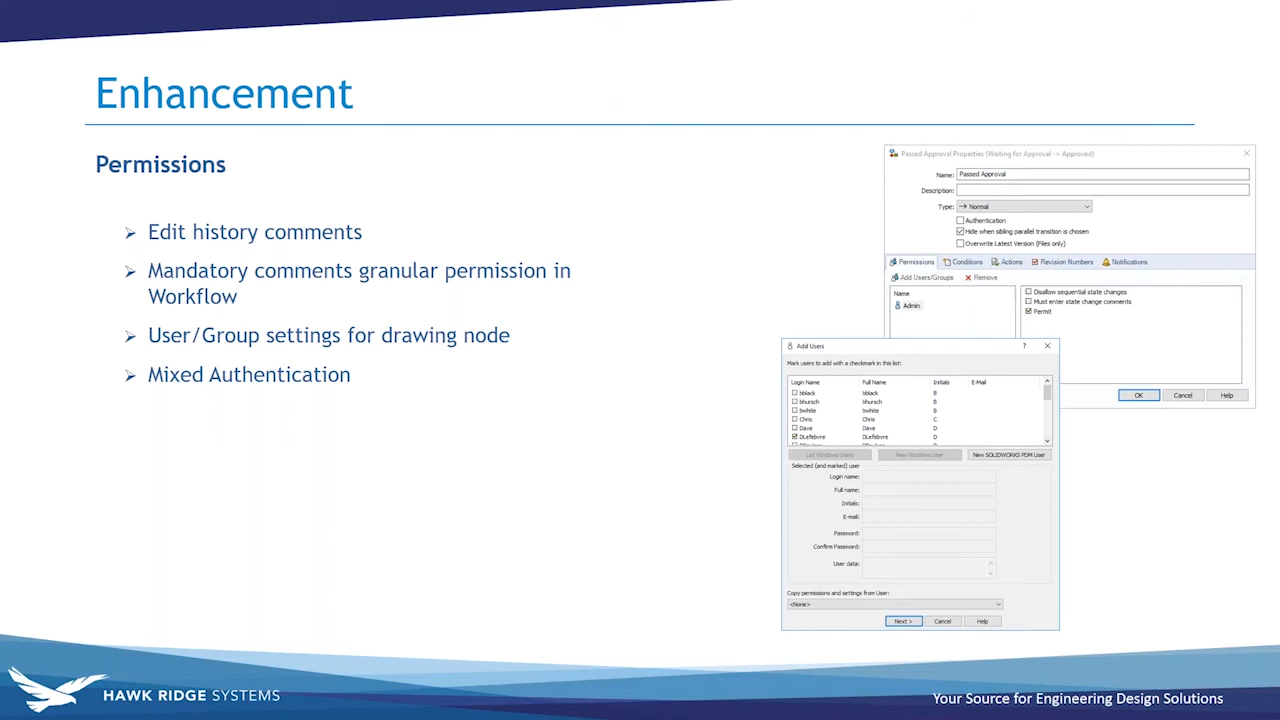 Enhancement
Permissions
➢ Edit history comments
➢ Mandatory comments granular permission in
Workflow
➢ User/Group settings for drawing node
➢ Mixed Authentication
Passed Approval Properties (Waiting for Approval -> Approved)
Name: Passed Approval
Description:
Type: Normal
Authentication
Hide when sibling parallel transition is chosen
Overwrite Latest Version (Files only)
Permissions Conditions Actions Revision Numbers Notifications
Add Users/Groups Remove
Name
Admin
Disallow sequential state changes
Must enter state change comments
Permit
OK Cancel Help
Add Users
Mark users to add with a checkmark in this list:
Login Name Full Name Initials E-Mail
bblack bblack B
bhursch bhursch B
bwhite bwhite B
Chris Chris C
Dave Dave D
DLefebvre DLefebvre D
List Windows Users New Windows User New SOLIDWORKS PDM User
Selected (and marked) user
Login name:
Full name:
Initials:
E-mail:
Password:
Confirm Password:
User data:
Copy permissions and settings from User:
<None>
Next > Cancel Help
HAWK RIDGE SYSTEMS
Your Source for Engineering Design Solutions